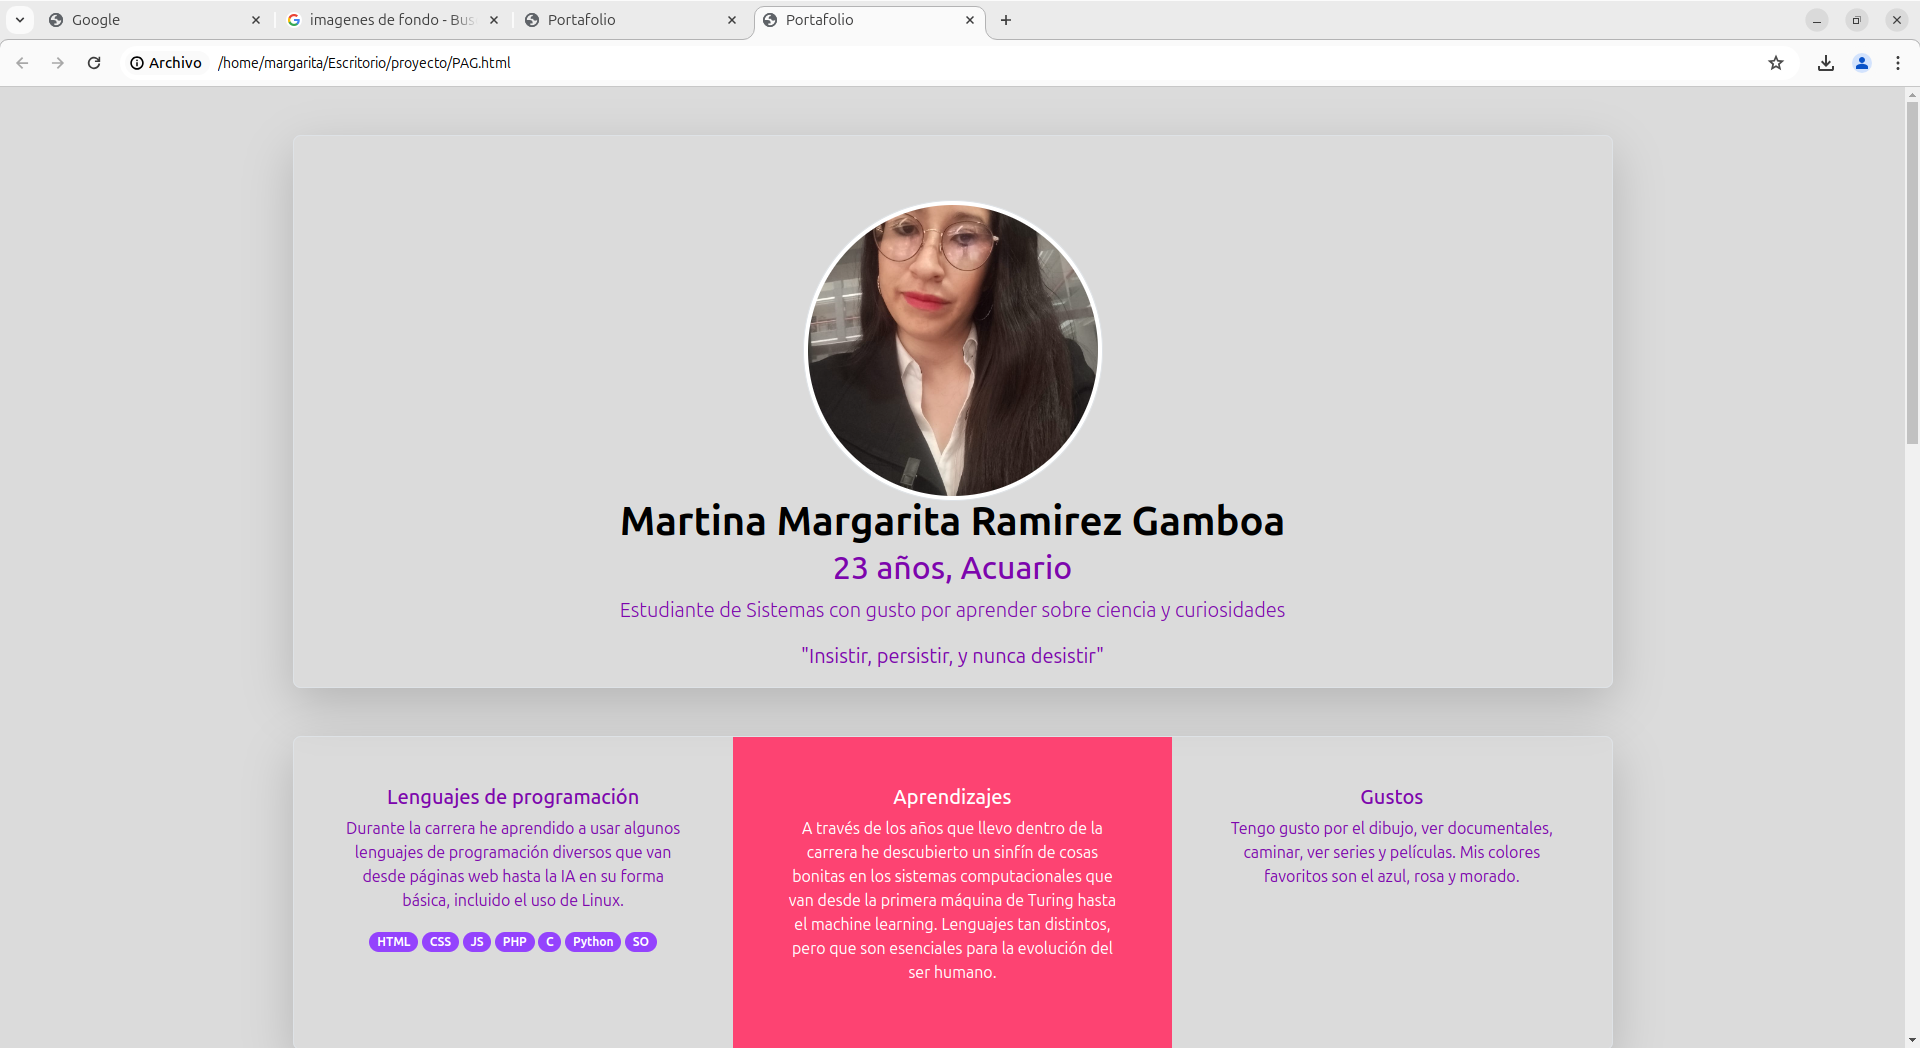 Google
imagenes de fondo - Bus
Portafolio
Portafolio
Archivo
/home/margarita/Escritorio/proyecto/PAG.html
Martina Margarita Ramirez Gamboa
23 años, Acuario
Estudiante de Sistemas con gusto por aprender sobre ciencia y curiosidades
"Insistir, persistir, y nunca desistir"
Lenguajes de programación
Durante la carrera he aprendido a usar algunos
lenguajes de programación diversos que van
desde páginas web hasta la IA en su forma
básica, incluido el uso de Linux.
HTML CSS JS PHP C Python SO
Aprendizajes
A través de los años que llevo dentro de la
carrera he descubierto un sinfín de cosas
bonitas en los sistemas computacionales que
van desde la primera máquina de Turing hasta
el machine learning. Lenguajes tan distintos,
pero que son esenciales para la evolución del
ser humano.
Gustos
Tengo gusto por el dibujo, ver documentales,
caminar, ver series y películas. Mis colores
favoritos son el azul, rosa y morado.